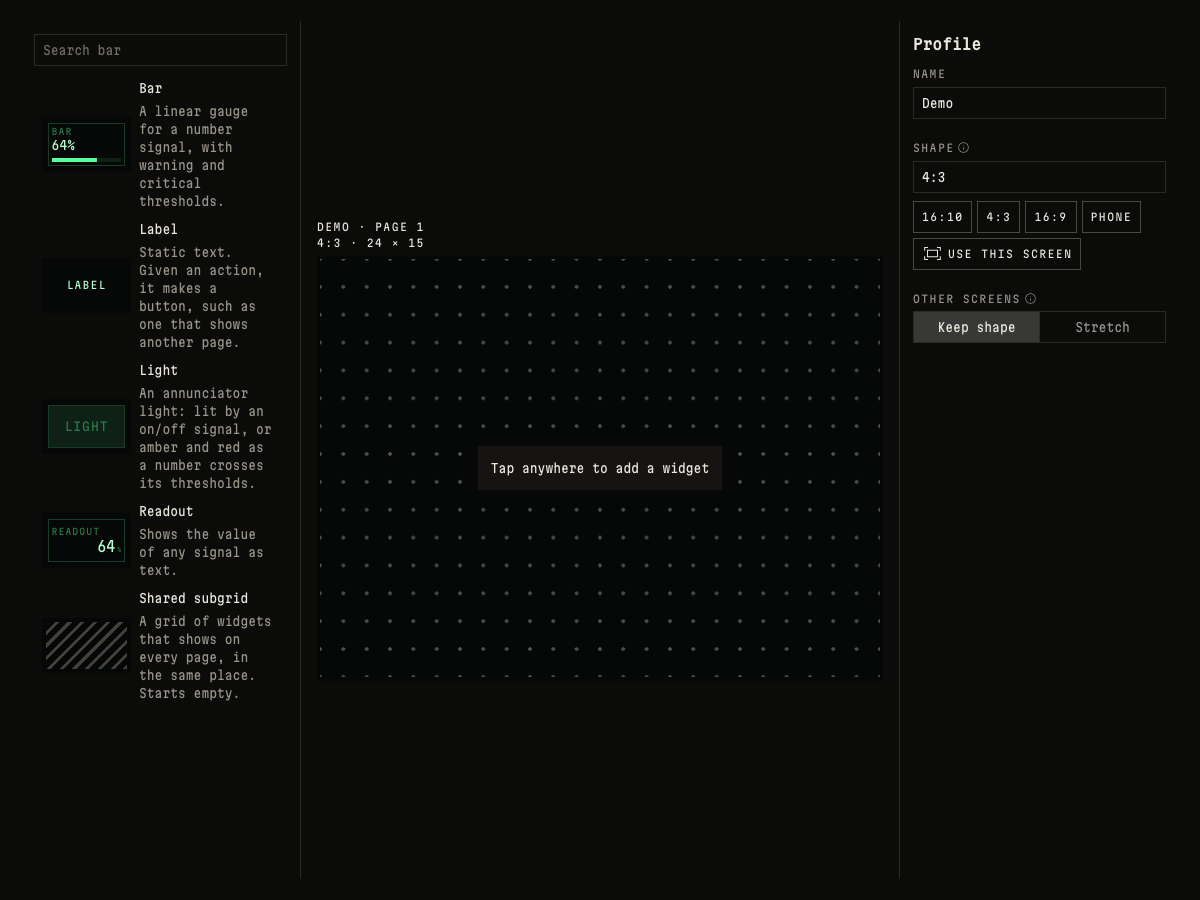 Search bar
BAR
64%
Bar
A linear gauge
for a number
signal, with
warning and
critical
thresholds.
LABEL
Label
Static text.
Given an action,
it makes a
button, such as
one that shows
another page.
LIGHT
Light
An annunciator
light: lit by an
on/off signal, or
amber and red as
a number crosses
its thresholds.
READOUT
64%
Readout
Shows the value
of any signal as
text.
Shared subgrid
A grid of widgets
that shows on
every page, in
the same place.
Starts empty.
DEMO · PAGE 1
4:3 · 24 × 15
Tap anywhere to add a widget
Profile
NAME
Demo
SHAPE
4:3
16:10 4:3 16:9 PHONE
USE THIS SCREEN
OTHER SCREENS
Keep shape Stretch